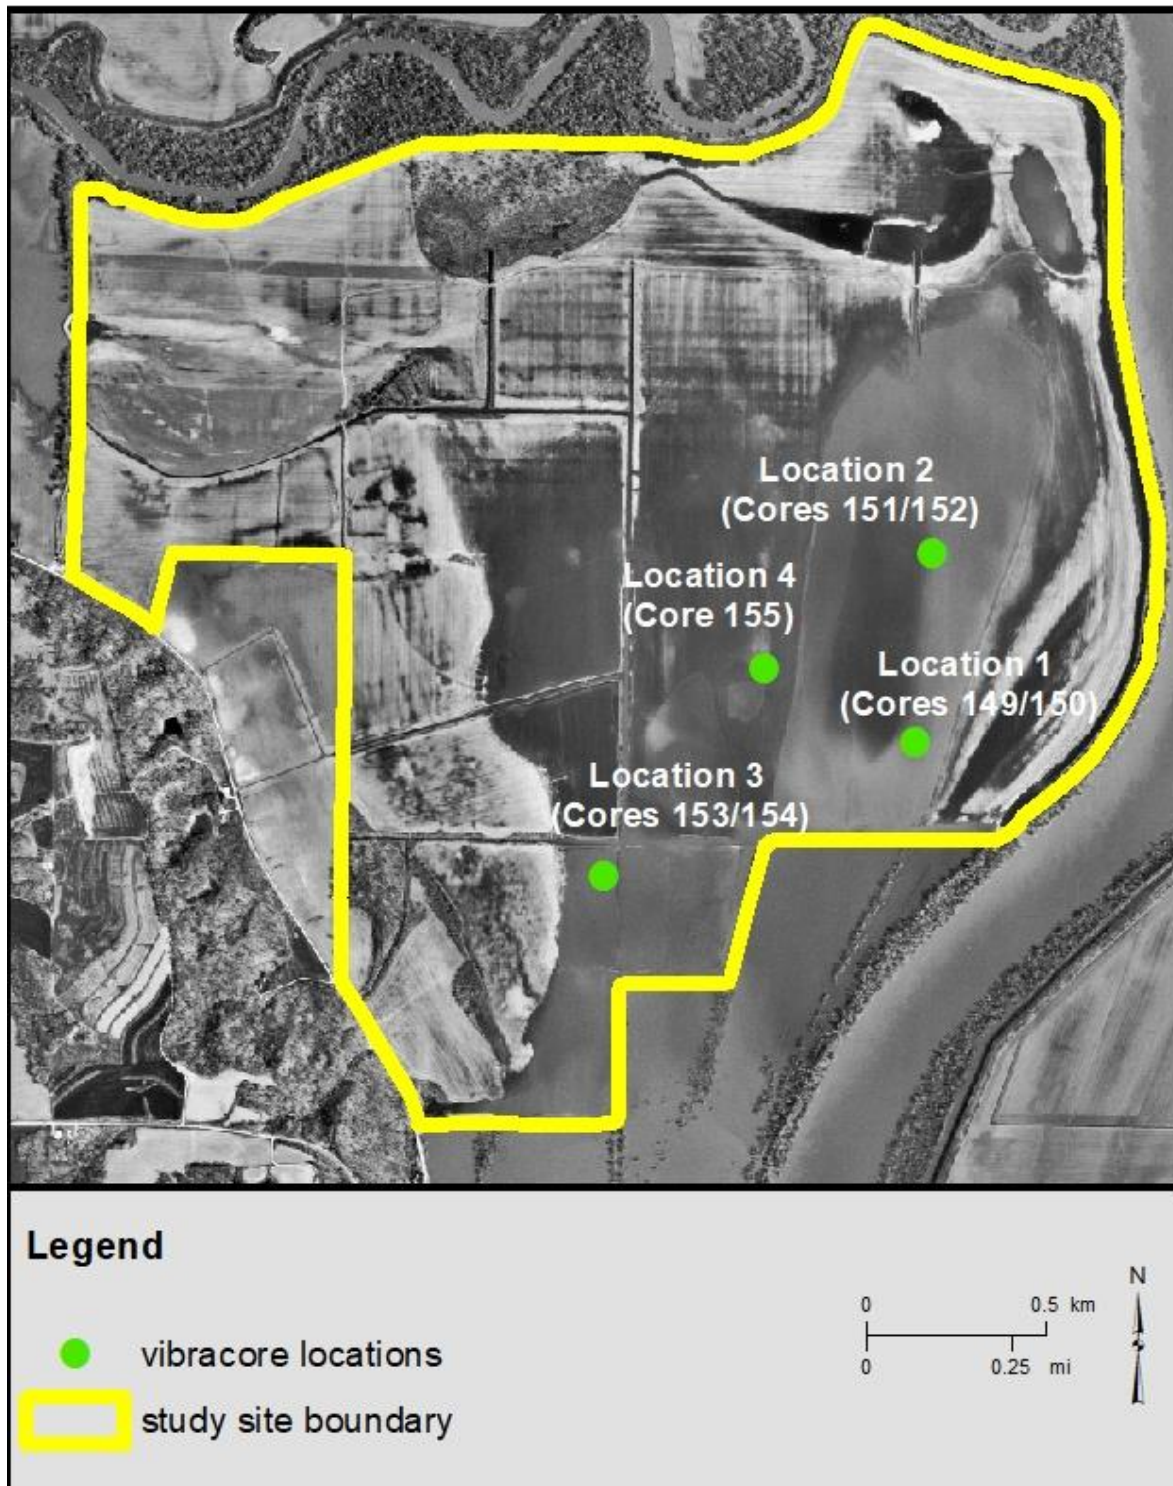 Location 2
(Cores 151/152)
Location 4
(Core 155)
Location 1
(Cores 149/150)
Location 3
(Cores 153/154)
Legend
vibracore locations
study site boundary
0 0.5 km
0 0.25 mi
N